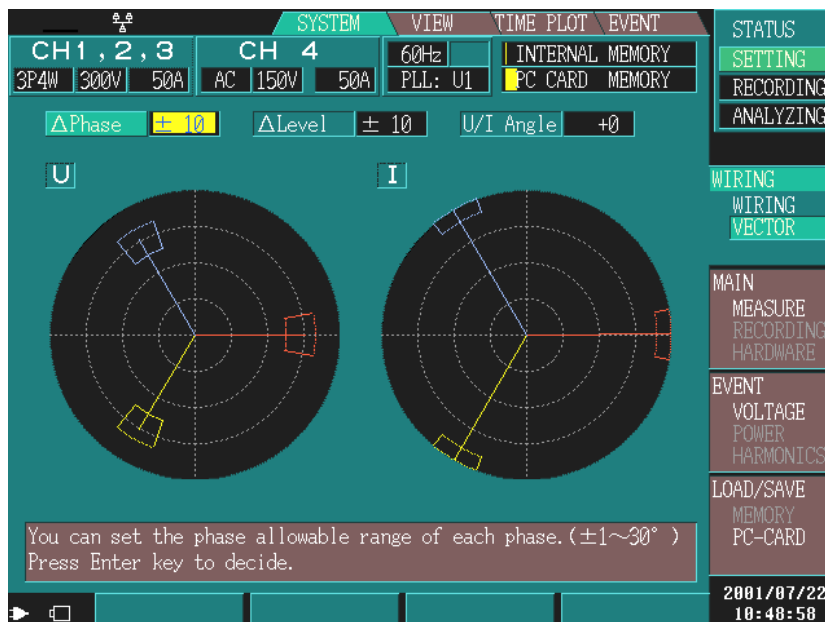 SYSTEM VIEW TIME PLOT EVENT
CH1,2,3 CH 4
3P4W 300V 50A AC 150V 50A
60Hz
PLL: U1
INTERNAL MEMORY
PC CARD MEMORY
ΔPhase ± 10 ΔLevel ± 10 U/I Angle +0
U I
You can set the phase allowable range of each phase.(±1~30° )
Press Enter key to decide.
STATUS
SETTING
RECORDING
ANALYZING
WIRING
WIRING
VECTOR
MAIN
MEASURE
RECORDING
HARDWARE
EVENT
VOLTAGE
POWER
HARMONICS
LOAD/SAVE
MEMORY
PC-CARD
2001/07/22
10:48:58